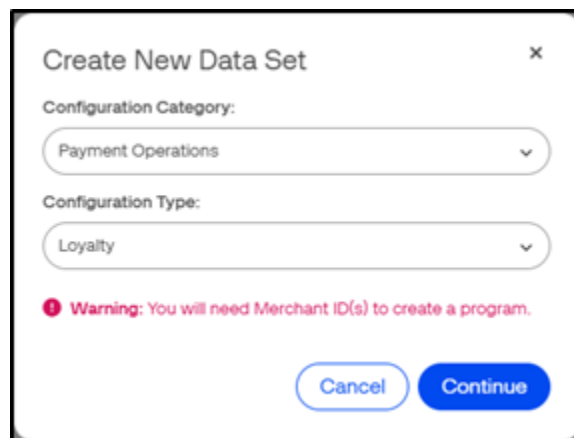 Create New Data Set
Configuration Category:
Payment Operations
Configuration Type:
Loyalty
Warning: You will need Merchant ID(s) to create a program.
Cancel Continue